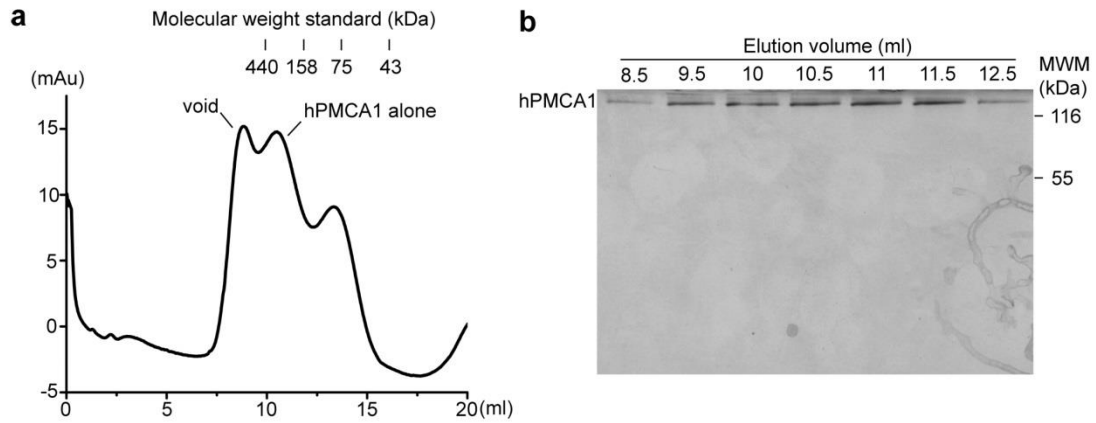 a
Molecular weight standard (kDa)
440 158 75 43
(mAu)
void
hPMCA1 alone
15
10
5
0
-5
0 5 10 15 20 (ml)
b
Elution volume (ml)
8.5 9.5 10 10.5 11 11.5 12.5
MWM
(kDa)
hPMCA1
116
55